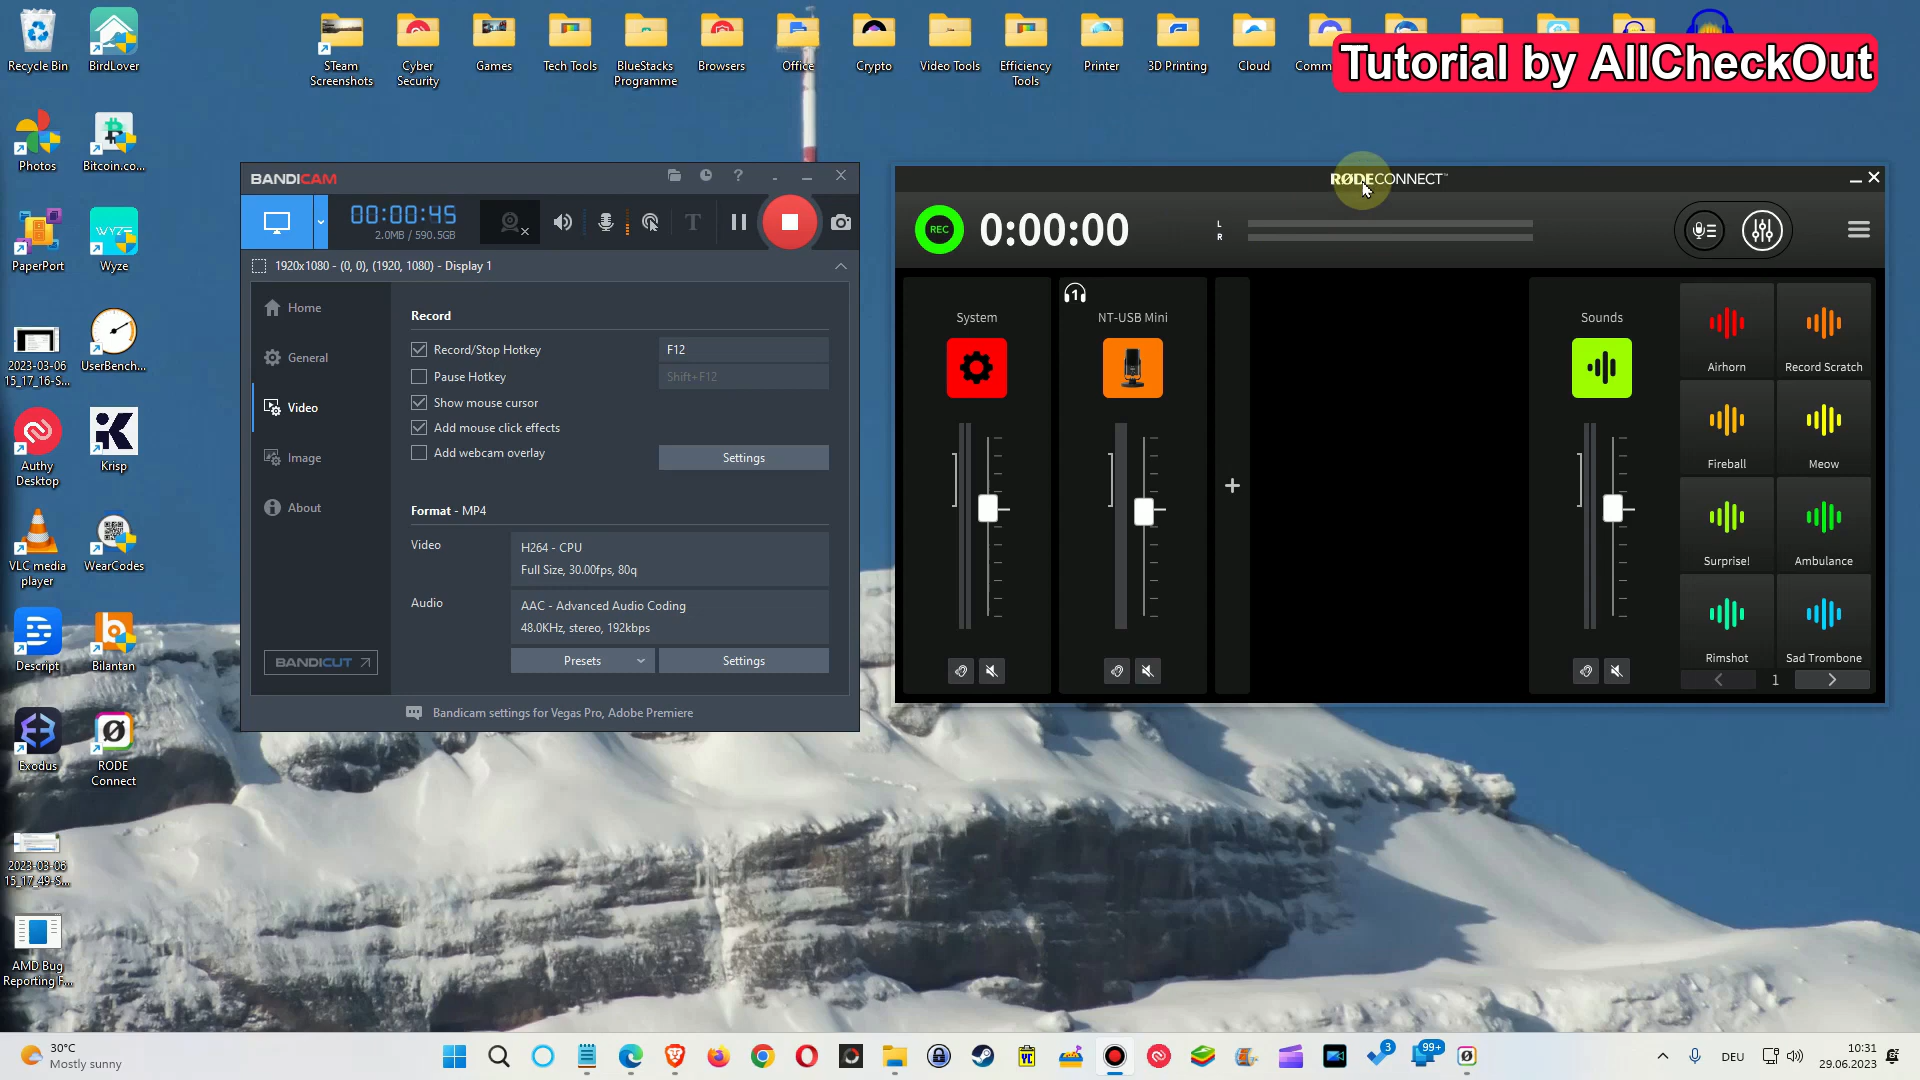 Recycle Bin
BirdLover
STeam
Screenshots
Cyber
Security
Games
Tech Tools
BlueStacks
Programme
Browsers
Office
Crypto
Video Tools
Efficiency
Tools
Printer
3D Printing
Cloud
Comm
Tutorial by AllCheckOut
Photos
Bitcoin.co...
PaperPort
WYZE
Wyze
2023-03-06
15_17_16-S...
UserBench...
Authy
Desktop
Krisp
VLC media
player
WearCodes
Descript
Bilantan
Exodus
RODE
Connect
2023-03-06
15_17_49-S...
AMD Bug
Reporting F...
BANDICAM
?
00:00:45
2.0MB / 590.5GB
T
1920x1080 - (0, 0), (1920, 1080) - Display 1
Home
General
Video
Image
About
BANDICUT
Record
Record/Stop Hotkey
F12
Pause Hotkey
Shift+F12
Show mouse cursor
Add mouse click effects
Add webcam overlay
Settings
Format - MP4
Video
H264 - CPU
Full Size, 30.00fps, 80q
Audio
AAC - Advanced Audio Coding
48.0KHz, stereo, 192kbps
Presets
Settings
Bandicam settings for Vegas Pro, Adobe Premiere
RØDECONNECT™
REC
0:00:00
L
R
1
System
NT-USB Mini
+
Sounds
Airhorn
Record Scratch
Fireball
Meow
Surprise!
Ambulance
Rimshot
Sad Trombone
1
30°C
Mostly sunny
YC
3
99+
DEU
10:31
29.06.2023